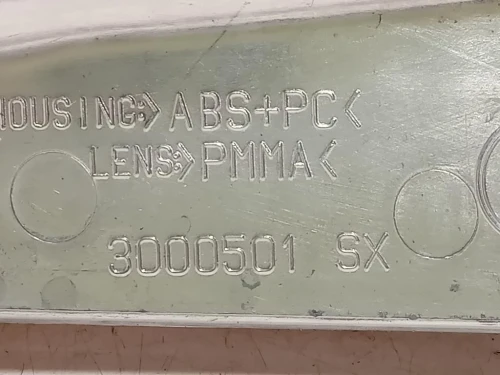 HOUSING:>ABS+PC<
LENS:>PMMA<
3000501 SX